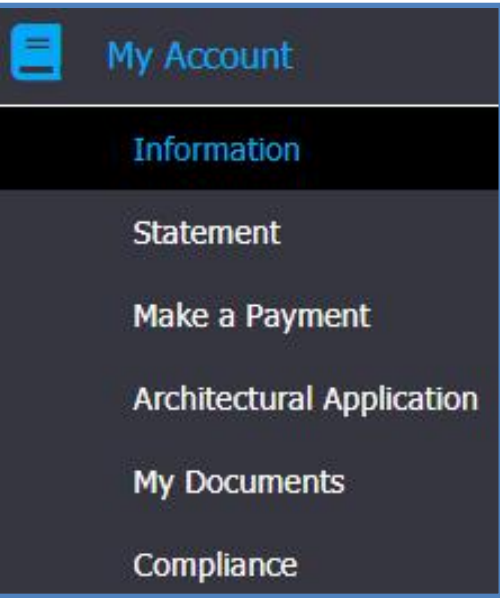 My Account
Information
Statement
Make a Payment
Architectural Application
My Documents
Compliance